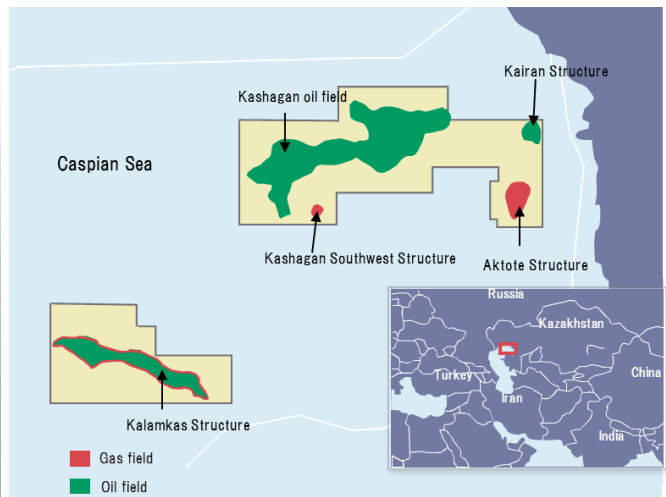 Kairan Structure
Kashagan oil field
Caspian Sea
Kashagan Southwest Structure
Aktote Structure
Russia
Kazakhstan
China
Turkey
Iran
India
Kalamkas Structure
Gas field
Oil field